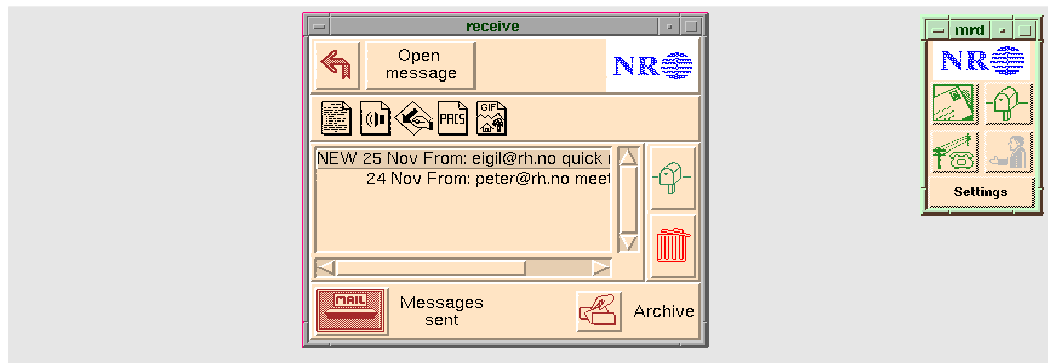 receive
Open
message
NR
PACS
GIF
NEW 25 Nov From: eigil@rh.no quick
24 Nov From: peter@rh.no meet
MAIL
Messages
sent
Archive
mrd
NR
Settings